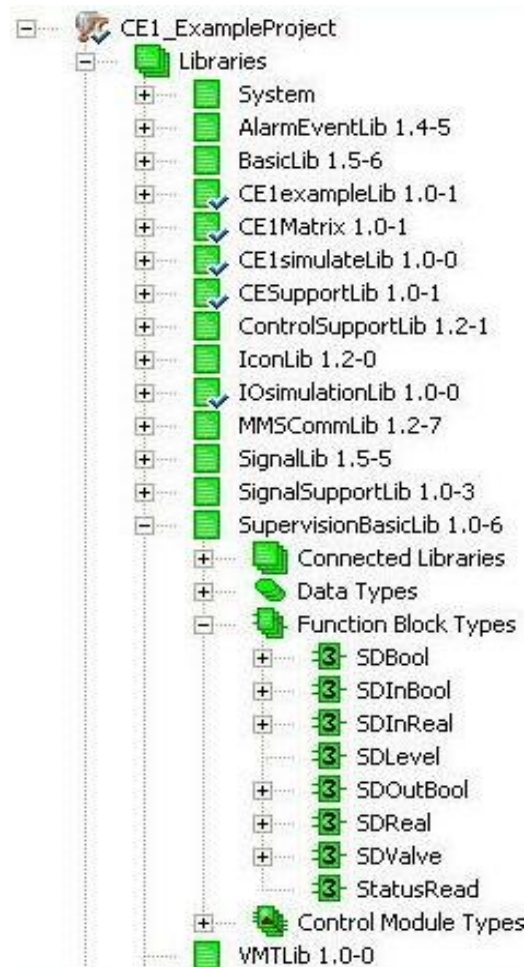 CE1_ExampleProject
Libraries
System
AlarmEventLib 1.4-5
BasicLib 1.5-6
CE1exampleLib 1.0-1
CE1Matrix 1.0-1
CE1simulateLib 1.0-0
CESupportLib 1.0-1
ControlSupportLib 1.2-1
IconLib 1.2-0
IOsimulationLib 1.0-0
MMSCommLib 1.2-7
SignalLib 1.5-5
SignalSupportLib 1.0-3
SupervisionBasicLib 1.0-6
Connected Libraries
Data Types
Function Block Types
SDBool
SDInBool
SDInReal
SDLevel
SDOutBool
SDReal
SDValve
StatusRead
Control Module Types
VMTLib 1.0-0